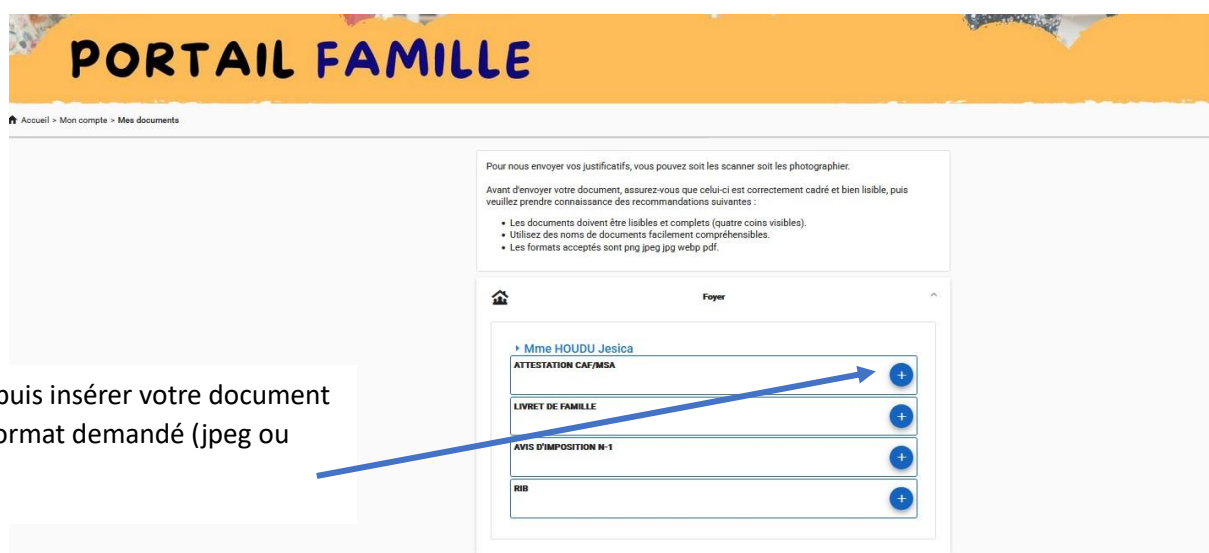 PORTAIL FAMILLE
Accueil > Mon compte > Mes documents
Pour nous envoyer vos justificatifs, vous pouvez soit les scanner soit les photographier.
Avant d'envoyer votre document, assurez-vous que celui-ci est correctement cadré et bien lisible, puis
veuillez prendre connaissance des recommandations suivantes :
• Les documents doivent être lisibles et complets (quatre coins visibles).
• Utilisez des noms de documents facilement compréhensibles.
• Les formats acceptés sont png jpeg jpg webp pdf.
Foyer
Mme HOUDU Jesica
ATTESTATION CAF/MSA
LIVRET DE FAMILLE
AVIS D'IMPOSITION N-1
RIB
puis insérer votre document
ormat demandé (jpeg ou